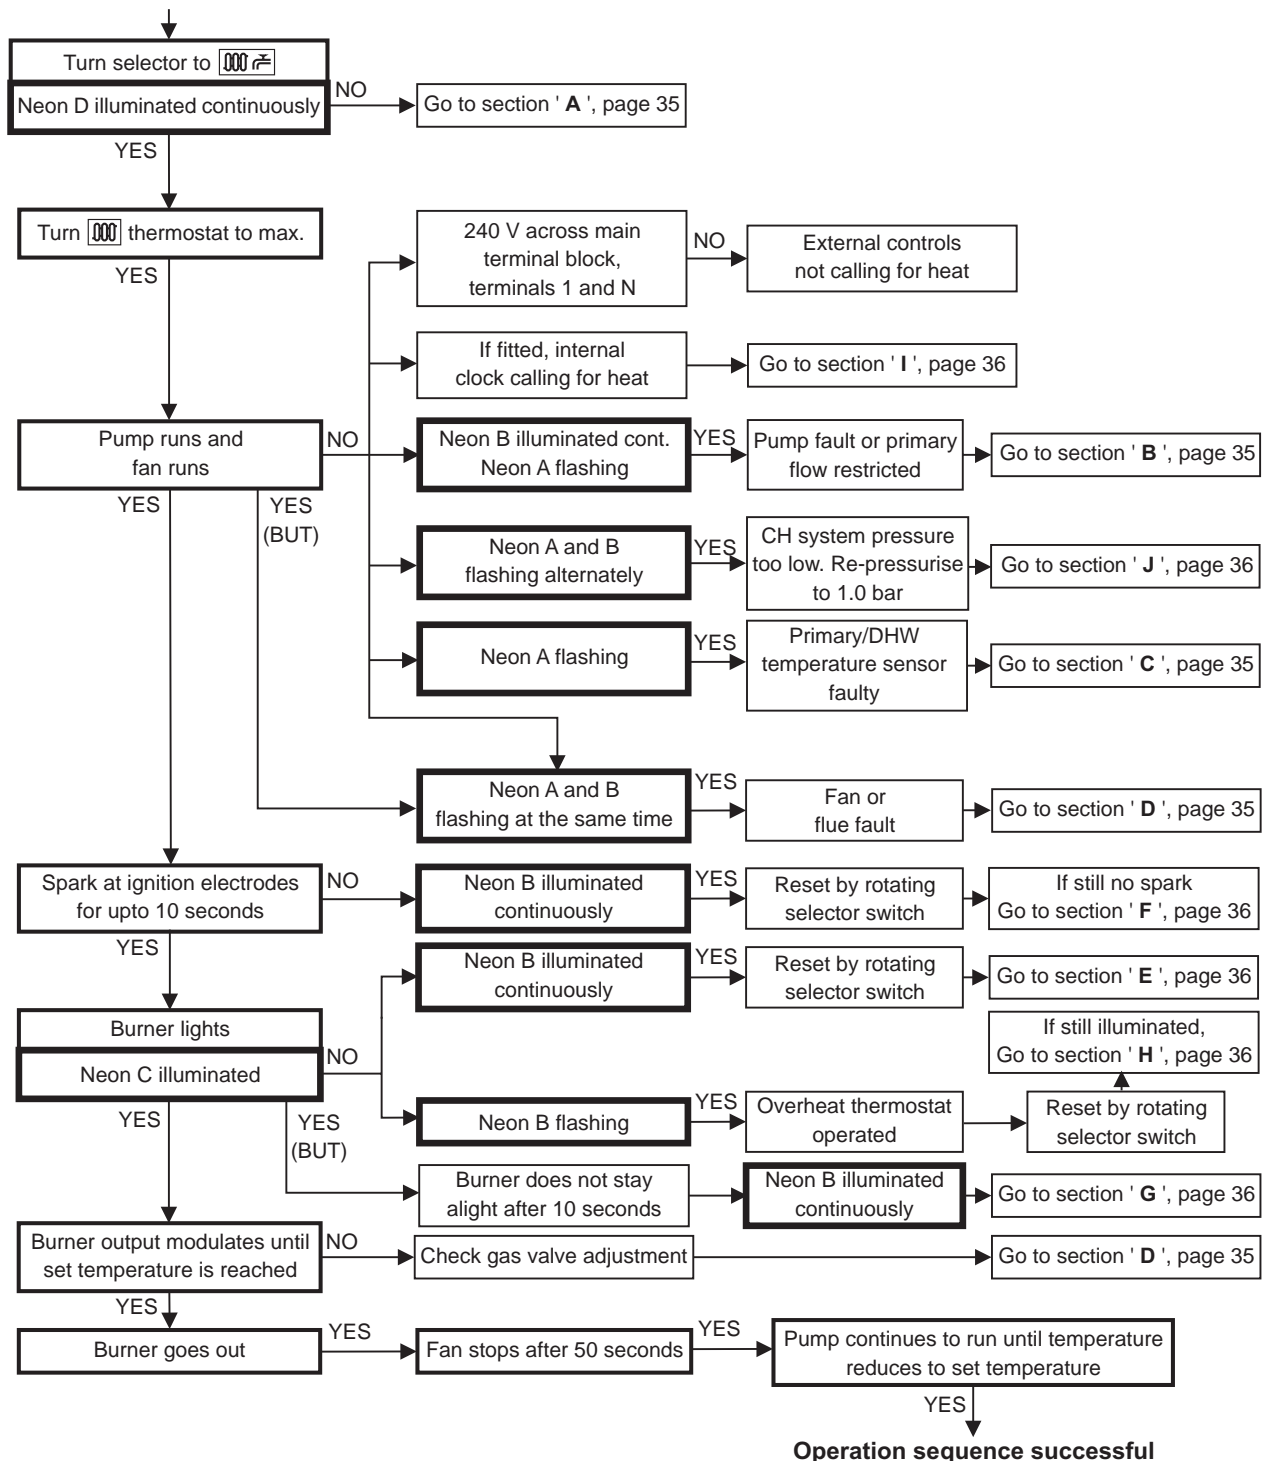 Turn selector to
Neon D illuminated continuously
NO
Go to section ' A ', page 35
YES
Turn thermostat to max.
YES
240 V across main
terminal block,
terminals 1 and N
NO
External controls
not calling for heat
If fitted, internal
clock calling for heat
Go to section ' I ', page 36
Pump runs and
fan runs
NO
Neon B illuminated cont.
Neon A flashing
YES
Pump fault or primary
flow restricted
Go to section ' B ', page 35
YES
YES
(BUT)
Neon A and B
flashing alternately
YES
CH system pressure
too low. Re-pressurise
to 1.0 bar
Go to section ' J ', page 36
Neon A flashing
YES
Primary/DHW
temperature sensor
faulty
Go to section ' C ', page 35
Neon A and B
flashing at the same time
YES
Fan or
flue fault
Go to section ' D ', page 35
Spark at ignition electrodes
for upto 10 seconds
NO
Neon B illuminated
continuously
YES
Reset by rotating
selector switch
If still no spark
Go to section ' F ', page 36
YES
Neon B illuminated
continuously
YES
Reset by rotating
selector switch
Go to section ' E ', page 36
Burner lights
Neon C illuminated
NO
If still illuminated,
Go to section ' H ', page 36
Neon B flashing
YES
Overheat thermostat
operated
Reset by rotating
selector switch
YES
YES
(BUT)
Burner does not stay
alight after 10 seconds
Neon B illuminated
continuously
Go to section ' G ', page 36
Burner output modulates until
set temperature is reached
NO
Check gas valve adjustment
Go to section ' D ', page 35
YES
Burner goes out
YES
Fan stops after 50 seconds
YES
Pump continues to run until temperature
reduces to set temperature
YES
Operation sequence successful